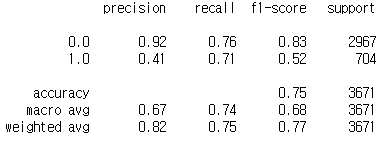 precision recall f1-score support
0.0 0.92 0.76 0.83 2967
1.0 0.41 0.71 0.52 704
accuracy 0.75 3671
macro avg 0.67 0.74 0.68 3671
weighted avg 0.82 0.75 0.77 3671